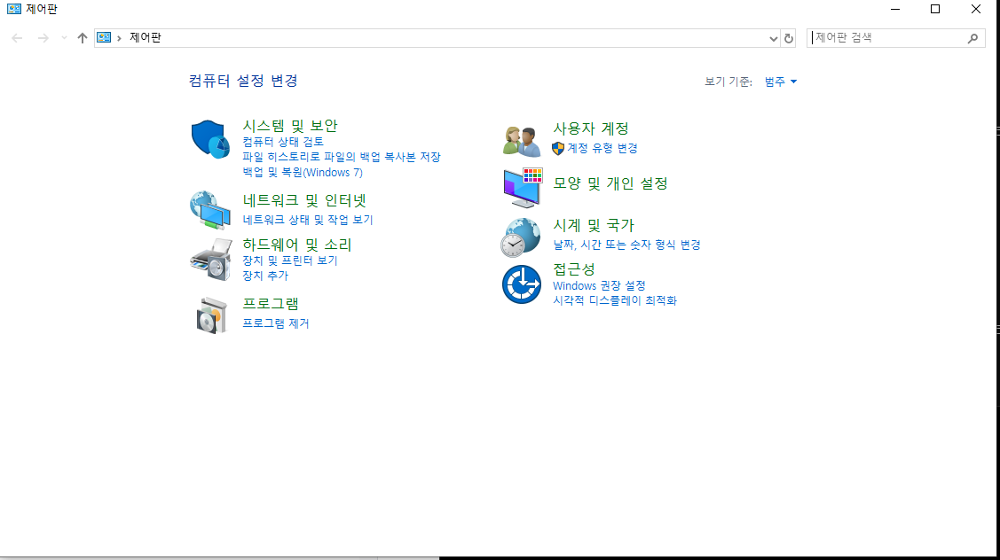 제어판
제어판
제어판 검색
컴퓨터 설정 변경
보기 기준: 범주
시스템 및 보안
컴퓨터 상태 검토
파일 히스토리로 파일의 백업 복사본 저장
백업 및 복원(Windows 7)
네트워크 및 인터넷
네트워크 상태 및 작업 보기
하드웨어 및 소리
장치 및 프린터 보기
장치 추가
프로그램
프로그램 제거
사용자 계정
계정 유형 변경
모양 및 개인 설정
시계 및 국가
날짜, 시간 또는 숫자 형식 변경
접근성
Windows 권장 설정
시각적 디스플레이 최적화